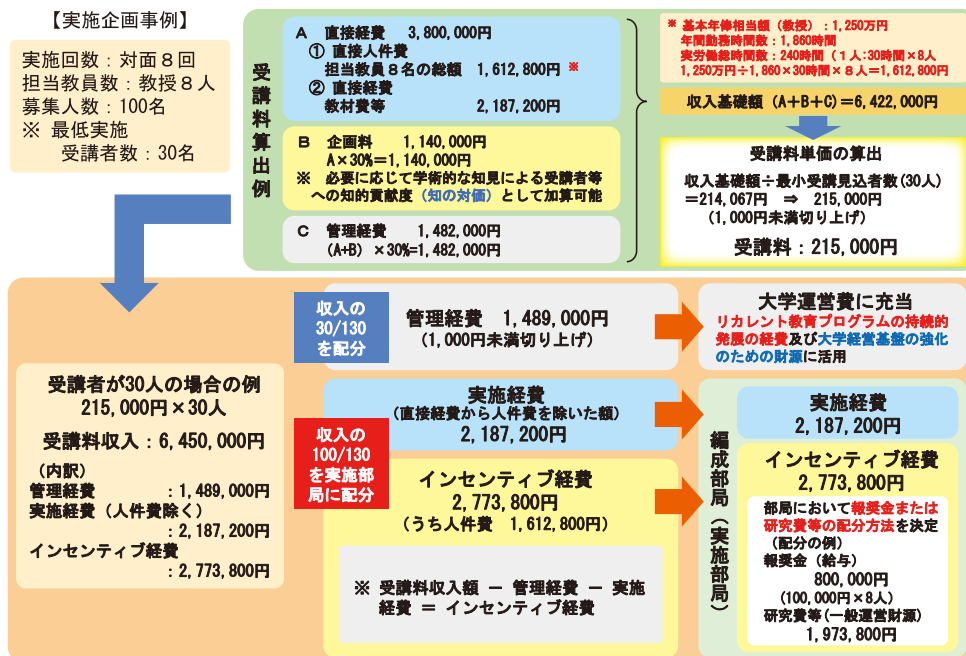 【実施企画事例】
実施回数：対面８回
担当教員数：教授８人
募集人数：100名
※ 最低実施
受講者数：30名
受講料算出例
Ａ 直接経費 3,800,000円
① 直接人件費
担当教員８名の総額 1,612,800円 ※
② 直接経費
教材費等 2,187,200円
Ｂ 企画料 1,140,000円
A×30%＝1,140,000円
※ 必要に応じて学術的な知見による受講者等
への知的貢献度（知の対価）として加算可能
Ｃ 管理経費 1,482,000円
(A+B) ×30%=1,482,000円
※ 基本年俸相当額（教授）：1,250万円
年間勤務時間数：1,860時間
実労働総時間数：240時間（１人:30時間×8人
1,250万円÷1,860×30時間×８人＝1,612,800円
収入基礎額（A＋B＋C)＝6,422,000円
受講料単価の算出
収入基礎額÷最小受講見込者数(30人)
＝214,067円 ⇒ 215,000円
(1,000円未満切り上げ)
受講料：215,000円
受講者が30人の場合の例
215,000円×30人
受講料収入：6,450,000円
（内訳）
管理経費 ：1,489,000円
実施経費（人件費除く）
：2,187,200円
インセンティブ経費
：2,773,800円
収入の
30/130
を配分
管理経費 1,489,000円
(1,000円未満切り上げ)
大学運営費に充当
リカレント教育プログラムの持続的
発展の経費及び大学経営基盤の強化
のための財源に活用
収入の
100/130
を実施部
局に配分
実施経費
(直接経費から人件費を除いた額)
2,187,200円
インセンティブ経費
2,773,800円
(うち人件費 1,612,800円)
※ 受講料収入額 － 管理経費 － 実施
経費 ＝ インセンティブ経費
編成部局（実施部局）
実施経費
2,187,200円
インセンティブ経費
2,773,800円
部局において報奨金または
研究費等の配分方法を決定
(配分の例)
報奨金（給与）
800,000円
(100,000円×8人)
研究費等(一般運営財源)
1,973,800円